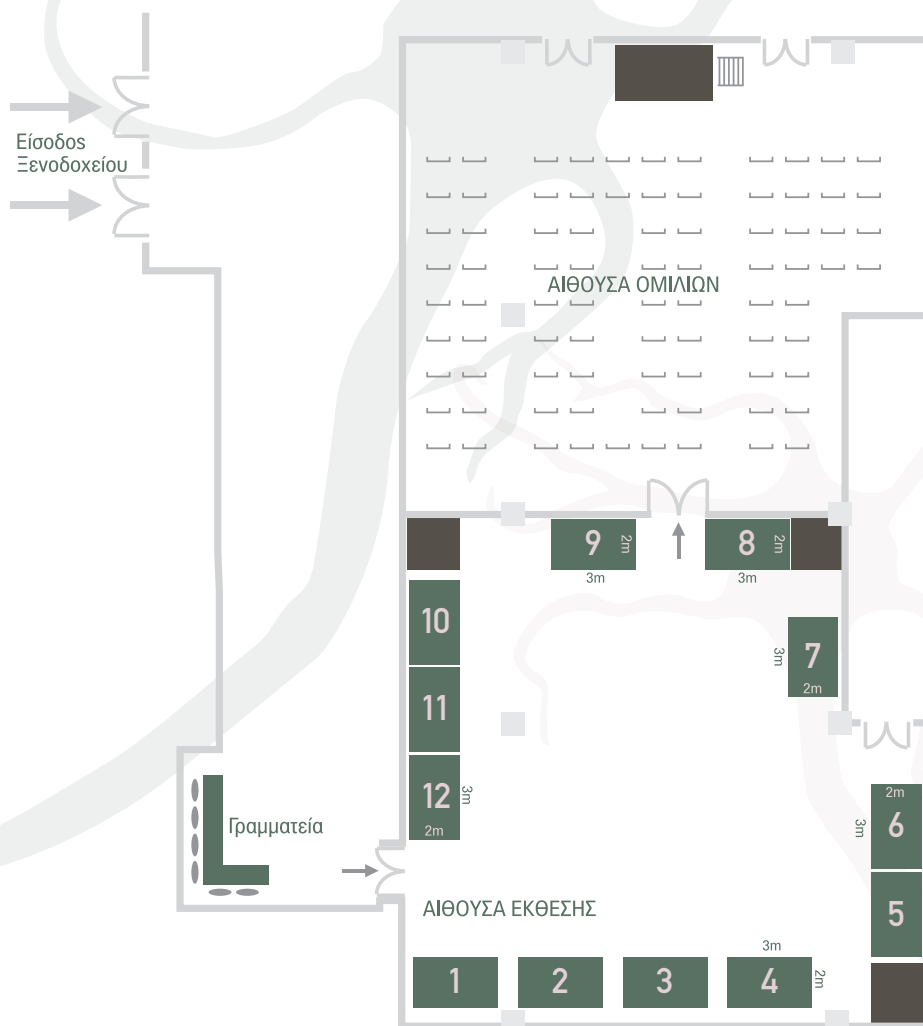 Είσοδος
Ξενοδοχείου
ΑΙΘΟΥΣΑ ΟΜΙΛΙΩΝ
9
2m
3m
8
2m
3m
10
7
3m
2m
11
12
3m
2m
2m
6
3m
Γραμματεία
5
ΑΙΘΟΥΣΑ ΕΚΘΕΣΗΣ
3m
1
2
3
4
2m